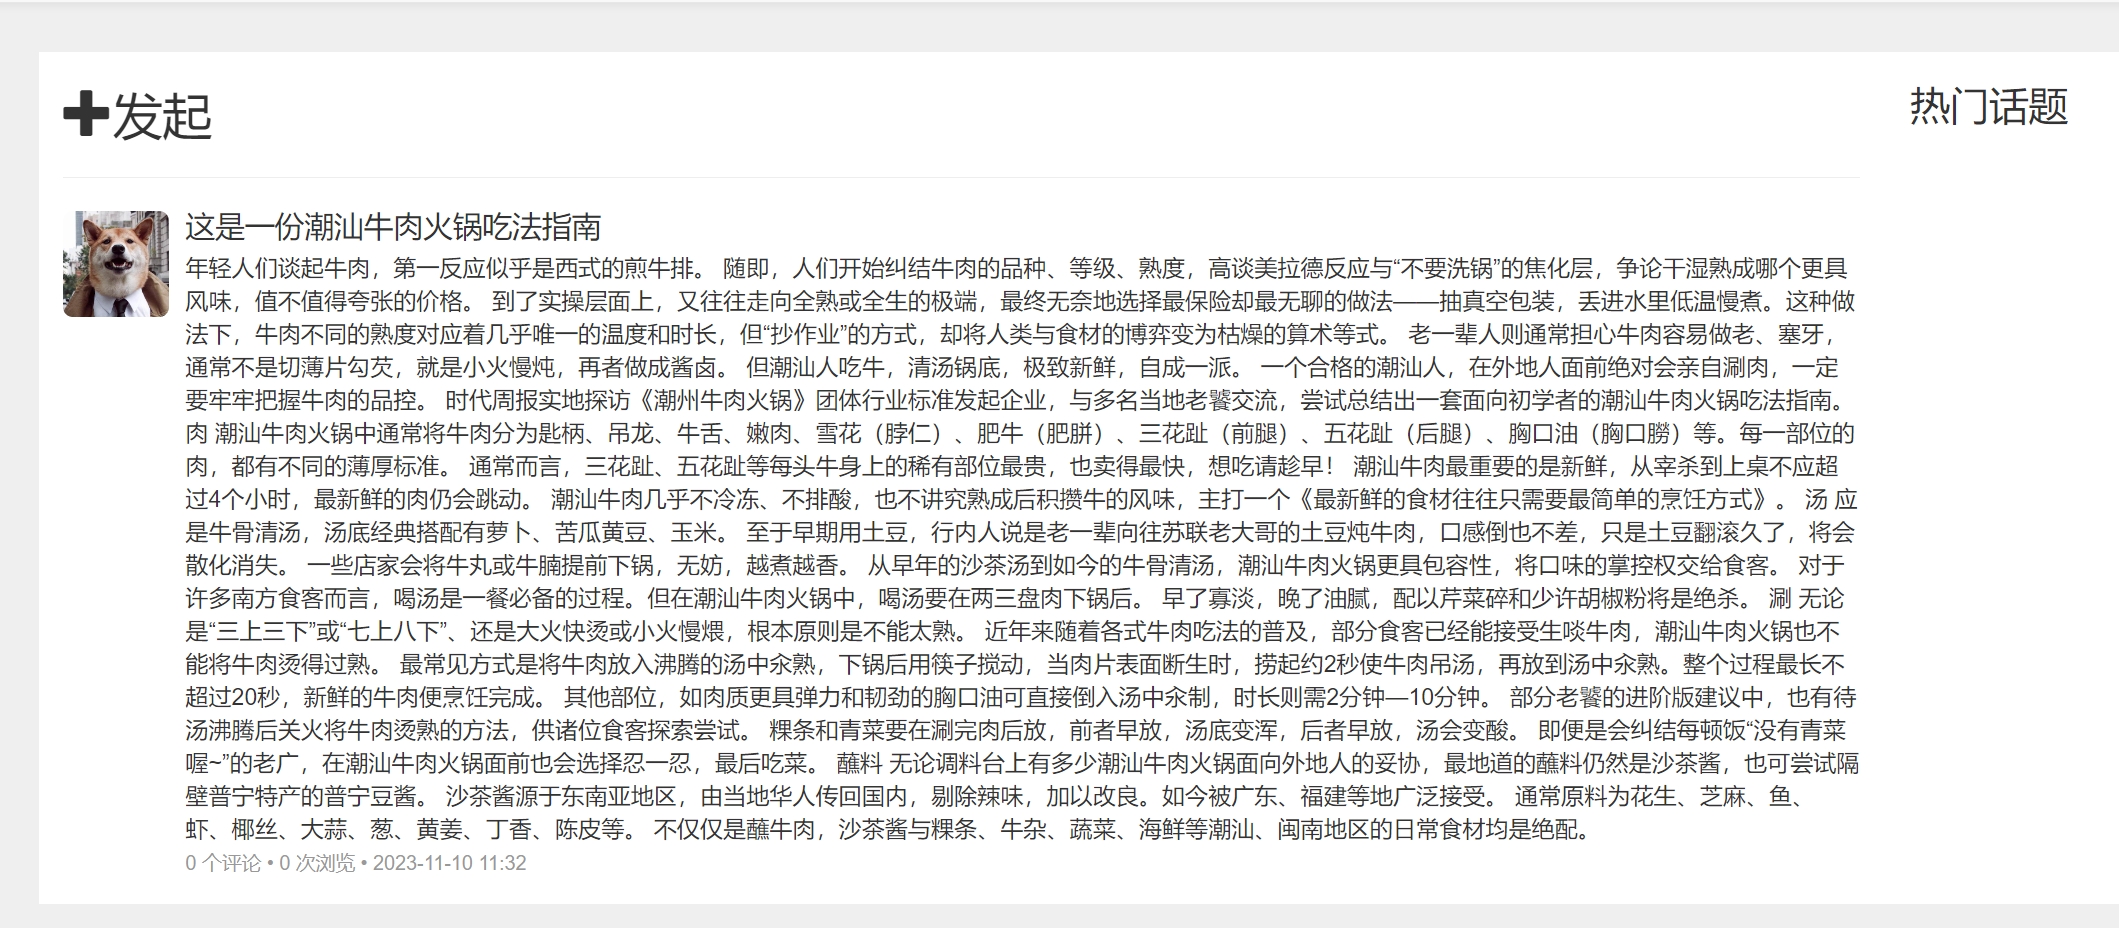 发起
热门话题
这是一份潮汕牛肉火锅吃法指南
年轻人们谈起牛肉，第一反应似乎是西式的煎牛排。 随即，人们开始纠结牛肉的品种、等级、熟度，高谈美拉德反应与“不要洗锅”的焦化层，争论干湿熟成哪个更具
风味，值不值得夸张的价格。 到了实操层面上，又往往走向全熟或全生的极端，最终无奈地选择最保险却最无聊的做法——抽真空包装，丢进水里低温慢煮。这种做
法下，牛肉不同的熟度对应着几乎唯一的温度和时长，但“抄作业”的方式，却将人类与食材的博弈变为枯燥的算术等式。 老一辈人则通常担心牛肉容易做老、塞牙，
通常不是切薄片勾芡，就是小火慢炖，再者做成酱卤。 但潮汕人吃牛，清汤锅底，极致新鲜，自成一派。 一个合格的潮汕人，在外地人面前绝对会亲自涮肉，一定
要牢牢把握牛肉的品控。 时代周报实地探访《潮州牛肉火锅》团体行业标准发起企业，与多名当地老饕交流，尝试总结出一套面向初学者的潮汕牛肉火锅吃法指南。
肉 潮汕牛肉火锅中通常将牛肉分为匙柄、吊龙、牛舌、嫩肉、雪花（脖仁）、肥牛（肥胼）、三花趾（前腿）、五花趾（后腿）、胸口油（胸口朥）等。每一部位的
肉，都有不同的薄厚标准。 通常而言，三花趾、五花趾等每头牛身上的稀有部位最贵，也卖得最快，想吃请趁早！ 潮汕牛肉最重要的是新鲜，从宰杀到上桌不应超
过4个小时，最新鲜的肉仍会跳动。 潮汕牛肉几乎不冷冻、不排酸，也不讲究熟成后积攒牛的风味，主打一个《最新鲜的食材往往只需要最简单的烹饪方式》。 汤 应
是牛骨清汤，汤底经典搭配有萝卜、苦瓜黄豆、玉米。 至于早期用土豆，行内人说是老一辈向往苏联老大哥的土豆炖牛肉，口感倒也不差，只是土豆翻滚久了，将会
散化消失。 一些店家会将牛丸或牛腩提前下锅，无妨，越煮越香。 从早年的沙茶汤到如今的牛骨清汤，潮汕牛肉火锅更具包容性，将口味的掌控权交给食客。 对于
许多南方食客而言，喝汤是一餐必备的过程。但在潮汕牛肉火锅中，喝汤要在两三盘肉下锅后。 早了寡淡，晚了油腻，配以芹菜碎和少许胡椒粉将是绝杀。 涮 无论
是“三上三下”或“七上八下”、还是大火快烫或小火慢煨，根本原则是不能太熟。 近年来随着各式牛肉吃法的普及，部分食客已经能接受生啖牛肉，潮汕牛肉火锅也不
能将牛肉烫得过熟。 最常见方式是将牛肉放入沸腾的汤中氽熟，下锅后用筷子搅动，当肉片表面断生时，捞起约2秒使牛肉吊汤，再放到汤中氽熟。整个过程最长不
超过20秒，新鲜的牛肉便烹饪完成。 其他部位，如肉质更具弹力和韧劲的胸口油可直接倒入汤中氽制，时长则需2分钟—10分钟。 部分老饕的进阶版建议中，也有待
汤沸腾后关火将牛肉烫熟的方法，供诸位食客探索尝试。 粿条和青菜要在涮完肉后放，前者早放，汤底变浑，后者早放，汤会变酸。 即便是会纠结每顿饭“没有青菜
喔~”的老广，在潮汕牛肉火锅面前也会选择忍一忍，最后吃菜。 蘸料 无论调料台上有多少潮汕牛肉火锅面向外地人的妥协，最地道的蘸料仍然是沙茶酱，也可尝试隔
壁普宁特产的普宁豆酱。 沙茶酱源于东南亚地区，由当地华人传回国内，剔除辣味，加以改良。如今被广东、福建等地广泛接受。 通常原料为花生、芝麻、鱼、
虾、椰丝、大蒜、葱、黄姜、丁香、陈皮等。 不仅仅是蘸牛肉，沙茶酱与粿条、牛杂、蔬菜、海鲜等潮汕、闽南地区的日常食材均是绝配。
0 个评论 • 0 次浏览 • 2023-11-10 11:32